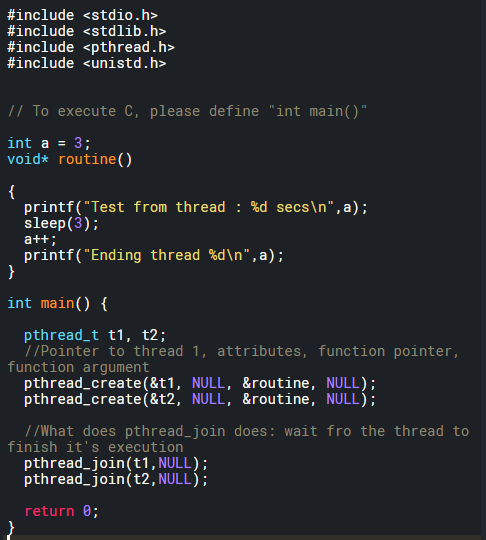 #include <stdio.h>
#include <stdlib.h>
#include <pthread.h>
#include <unistd.h>
// To execute C, please define "int main()"
int a = 3;
void* routine()
{
  printf("Test from thread : %d secs\n",a);
  sleep(3);
  a++;
  printf("Ending thread %d\n",a);
}
int main() {
  pthread_t t1, t2;
  //Pointer to thread 1, attributes, function pointer,
function argument
  pthread_create(&t1, NULL, &routine, NULL);
  pthread_create(&t2, NULL, &routine, NULL);
  //What does pthread_join does: wait fro the thread to
finish it's execution
  pthread_join(t1,NULL);
  pthread_join(t2,NULL);
  return 0;
}